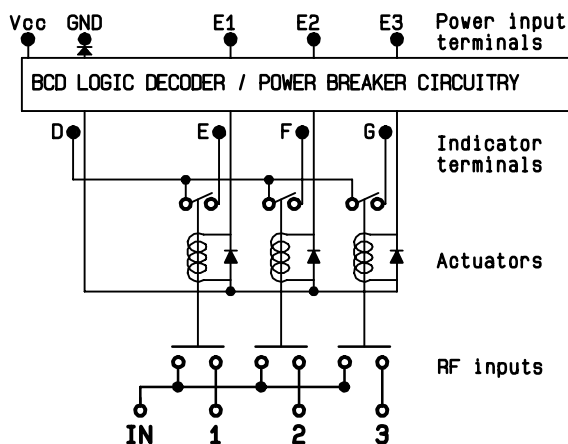 Vcc GND E1 E2 E3 Power input
terminals
BCD LOGIC DECODER / POWER BREAKER CIRCUITRY
D E F G Indicator
terminals
Actuators
RF inputs
IN 1 2 3